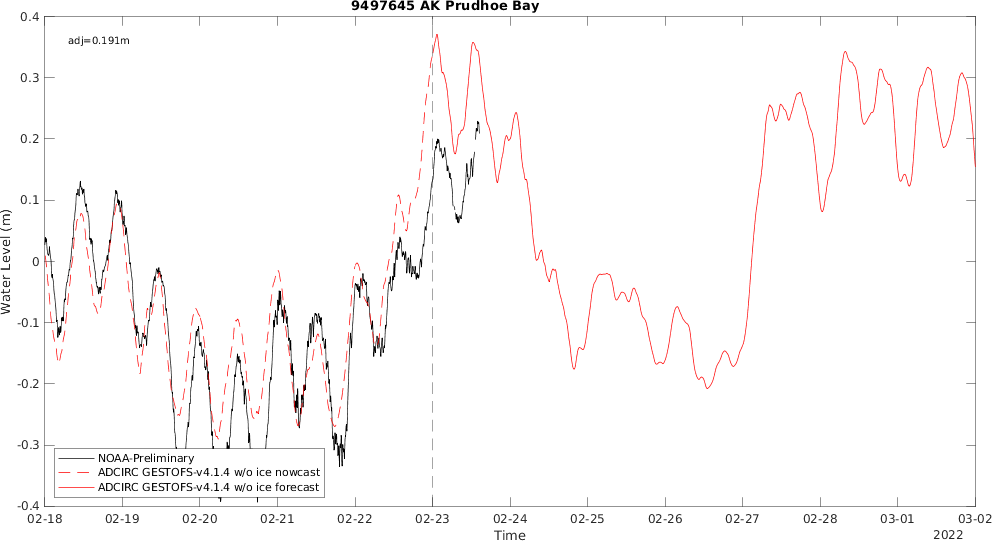 9497645 AK Prudhoe Bay
adj=0.191m
Water Level (m)
0.4
0.3
0.2
0.1
0
-0.1
-0.2
-0.3
-0.4
NOAA-Preliminary
ADCIRC GESTOFS-v4.1.4 w/o ice nowcast
ADCIRC GESTOFS-v4.1.4 w/o ice forecast
02-18 02-19 02-20 02-21 02-22 02-23 02-24 02-25 02-26 02-27 02-28 03-01 03-02
Time
2022